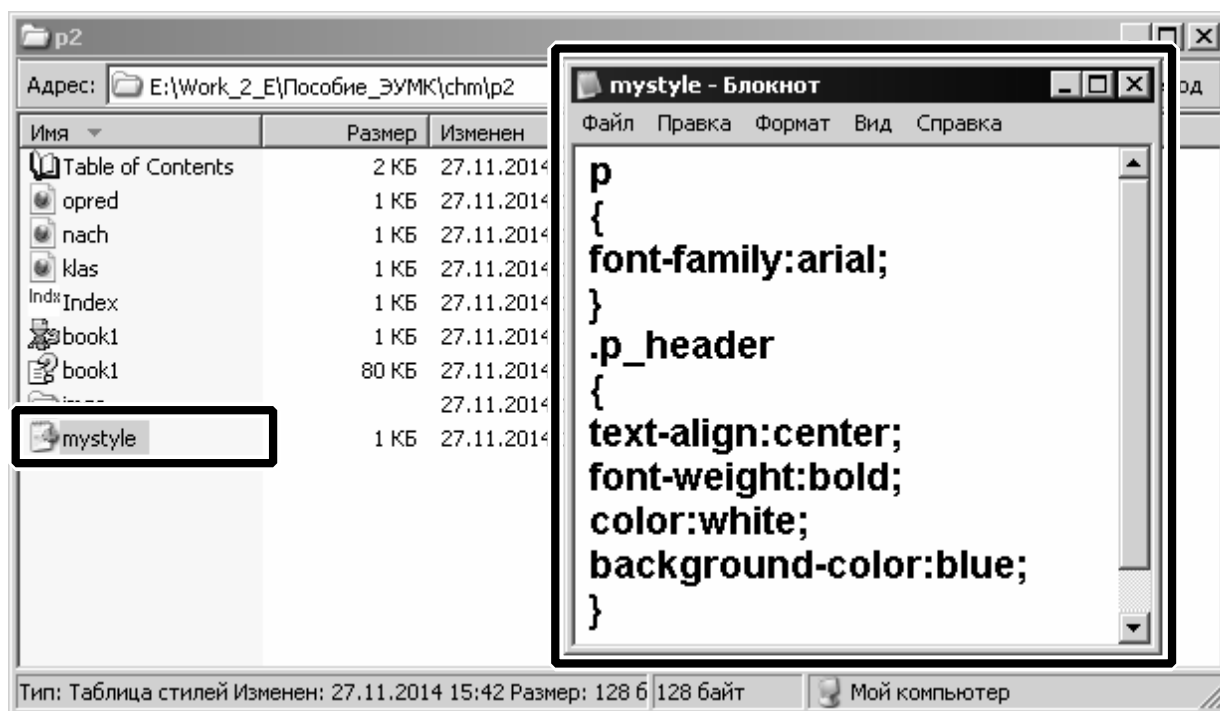 p2
Адрес: E:\Work_2_E\Пособие_ЭУМК\chm\p2
Имя Размер Изменен
Table of Contents 2 КБ 27.11.2014
opred 1 КБ 27.11.2014
nach 1 КБ 27.11.2014
klas 1 КБ 27.11.2014
Indx Index 1 КБ 27.11.2014
book1 1 КБ 27.11.2014
book1 80 КБ 27.11.2014
27.11.2014
mystyle 1 КБ 27.11.2014
Тип: Таблица стилей Изменен: 27.11.2014 15:42 Размер: 128 б 128 байт Мой компьютер
mystyle - Блокнот
Файл Правка Формат Вид Справка
p
{
font-family:arial;
}
.p_header
{
text-align:center;
font-weight:bold;
color:white;
background-color:blue;
}